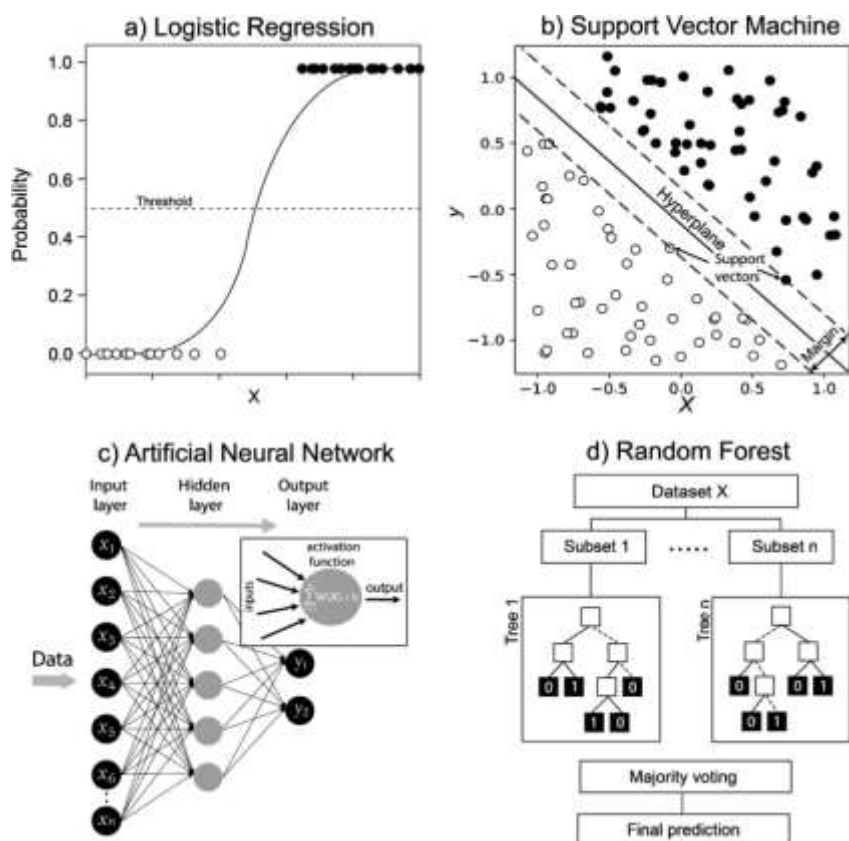 a) Logistic Regression
1.0
0.8
0.6
0.4
0.2
0.0
Probability
Threshold
X
b) Support Vector Machine
1.0
0.5
0.0
−0.5
−1.0
y
Hyperplane
Support
vectors
Margin
−1.0
−0.5
0.0
0.5
1.0
X
c) Artificial Neural Network
Input
layer
Hidden
layer
Output
layer
Data
x1
x2
x3
x4
x5
x6
xn
activation
function
inputs
output
y1
d) Random Forest
Dataset X
Subset 1
Subset n
Tree 1
0 1 0
1 0
Tree n
0 0 1
0 1
Majority voting
Final prediction